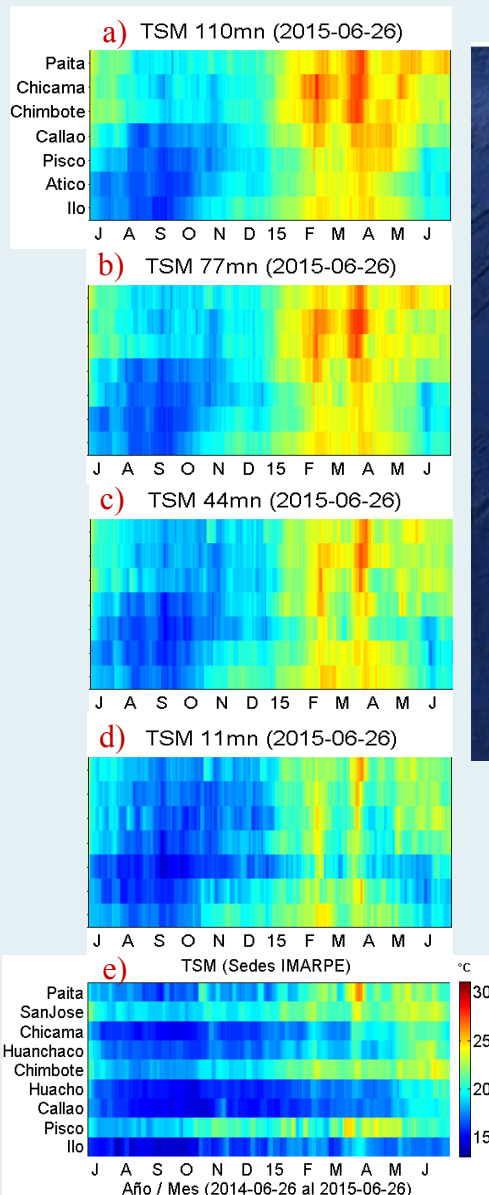 a) TSM 110mn (2015-06-26)
Paita
Chicama
Chimbote
Callao
Pisco
Atico
Ilo
J A S O N D 15 F M A M J
b) TSM 77mn (2015-06-26)
J A S O N D 15 F M A M J
c) TSM 44mn (2015-06-26)
J A S O N D 15 F M A M J
d) TSM 11mn (2015-06-26)
J A S O N D 15 F M A M J
e) TSM (Sedes IMARPE) °C
Paita
SanJose
Chicama
Huanchaco
Chimbote
Huacho
Callao
Pisco
Ilo
30
25
20
15
J A S O N D 15 F M A M J
Año / Mes (2014-06-26 al 2015-06-26)